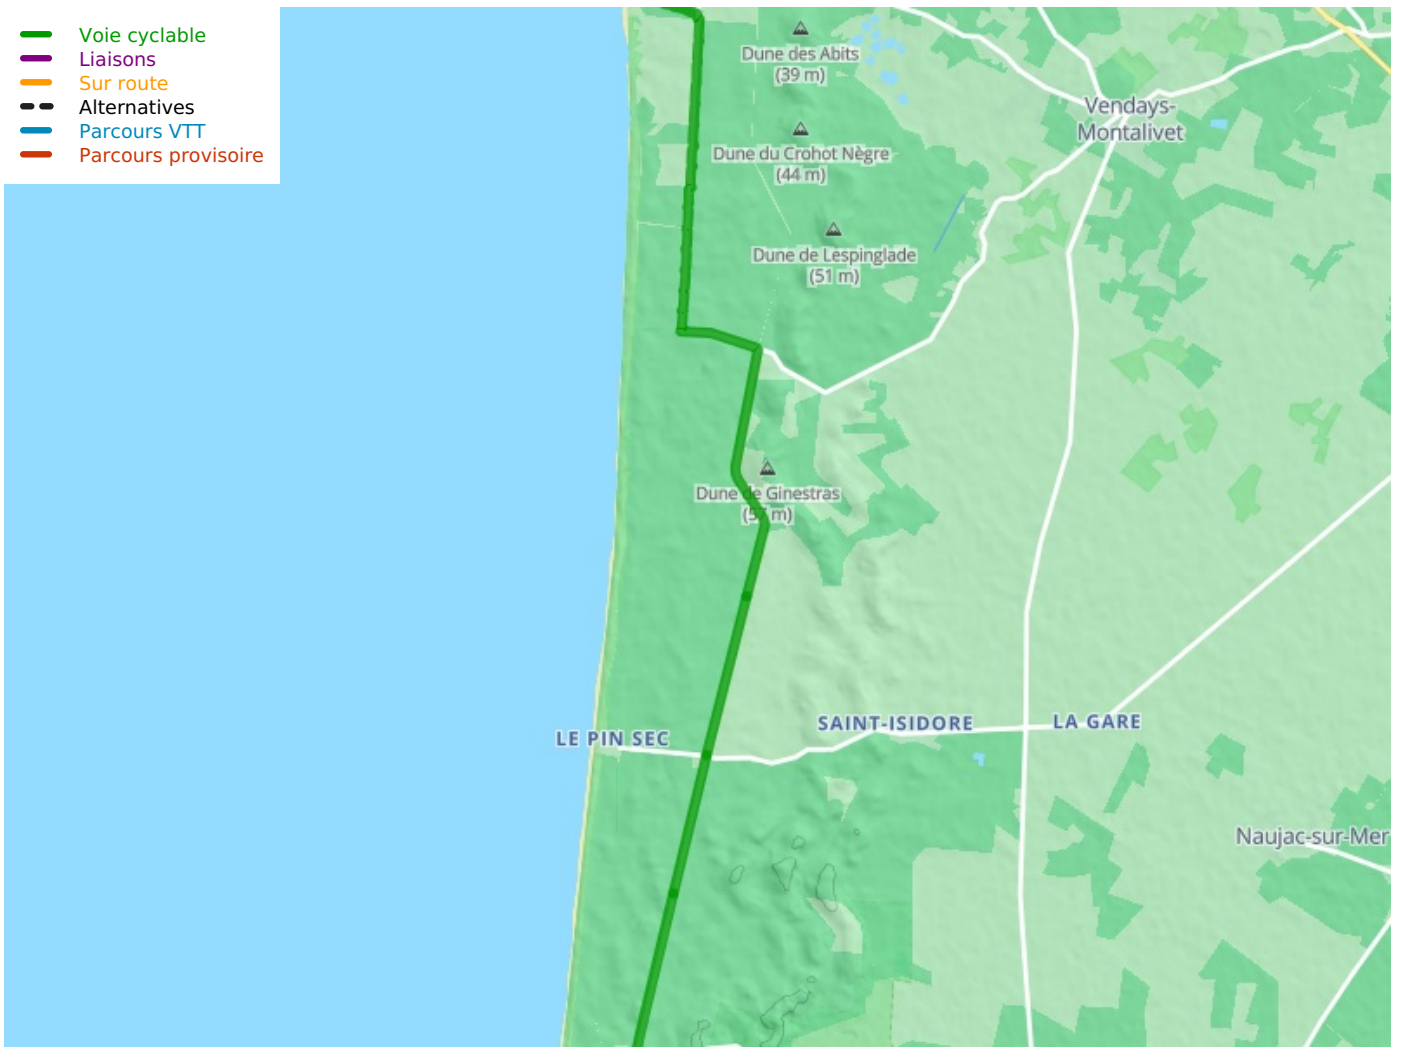 Voie cyclable
Liaisons
Sur route
Alternatives
Parcours VTT
Parcours provisoire
Dune des Abits
(39 m)
Vendays-
Montalivet
Dune du Crohot Nègre
(44 m)
Dune de Lespinglade
(51 m)
Dune de Ginestras
(57 m)
LE PIN SEC
SAINT-ISIDORE
LA GARE
Naujac-sur-Mer